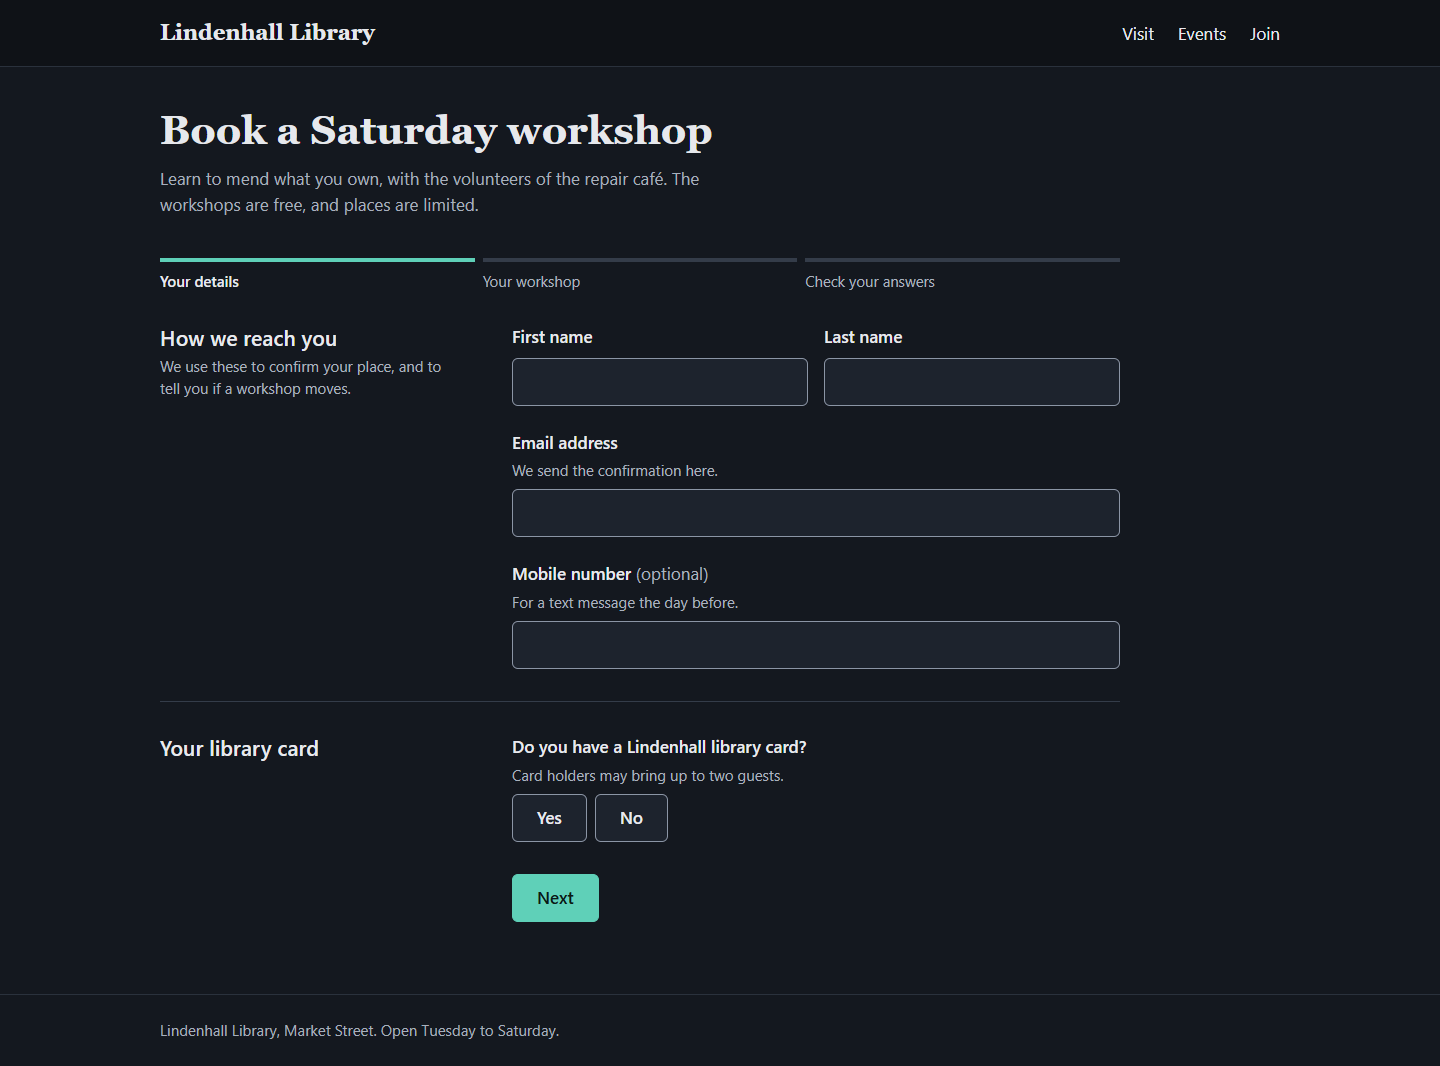 Lindenhall Library
Visit Events Join
Book a Saturday workshop
Learn to mend what you own, with the volunteers of the repair café. The
workshops are free, and places are limited.
Your details
Your workshop
Check your answers
How we reach you
We use these to confirm your place, and to
tell you if a workshop moves.
First name
Last name
Email address
We send the confirmation here.
Mobile number (optional)
For a text message the day before.
Your library card
Do you have a Lindenhall library card?
Card holders may bring up to two guests.
Yes
No
Next
Lindenhall Library, Market Street. Open Tuesday to Saturday.